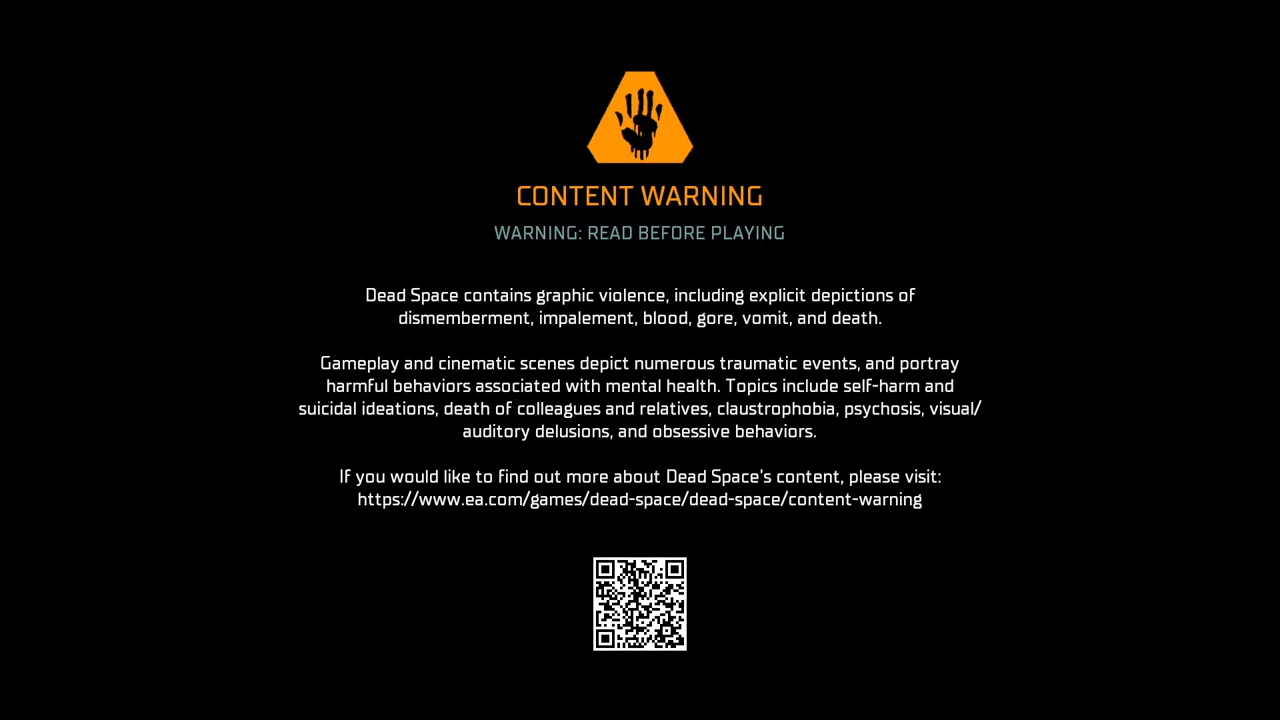 CONTENT WARNING
WARNING: READ BEFORE PLAYING
Dead Space contains graphic violence, including explicit depictions of
dismemberment, impalement, blood, gore, vomit, and death.
Gameplay and cinematic scenes depict numerous traumatic events, and portray
harmful behaviors associated with mental health. Topics include self-harm and
suicidal ideations, death of colleagues and relatives, claustrophobia, psychosis, visual/
auditory delusions, and obsessive behaviors.
If you would like to find out more about Dead Space's content, please visit:
https://www.ea.com/games/dead-space/dead-space/content-warning